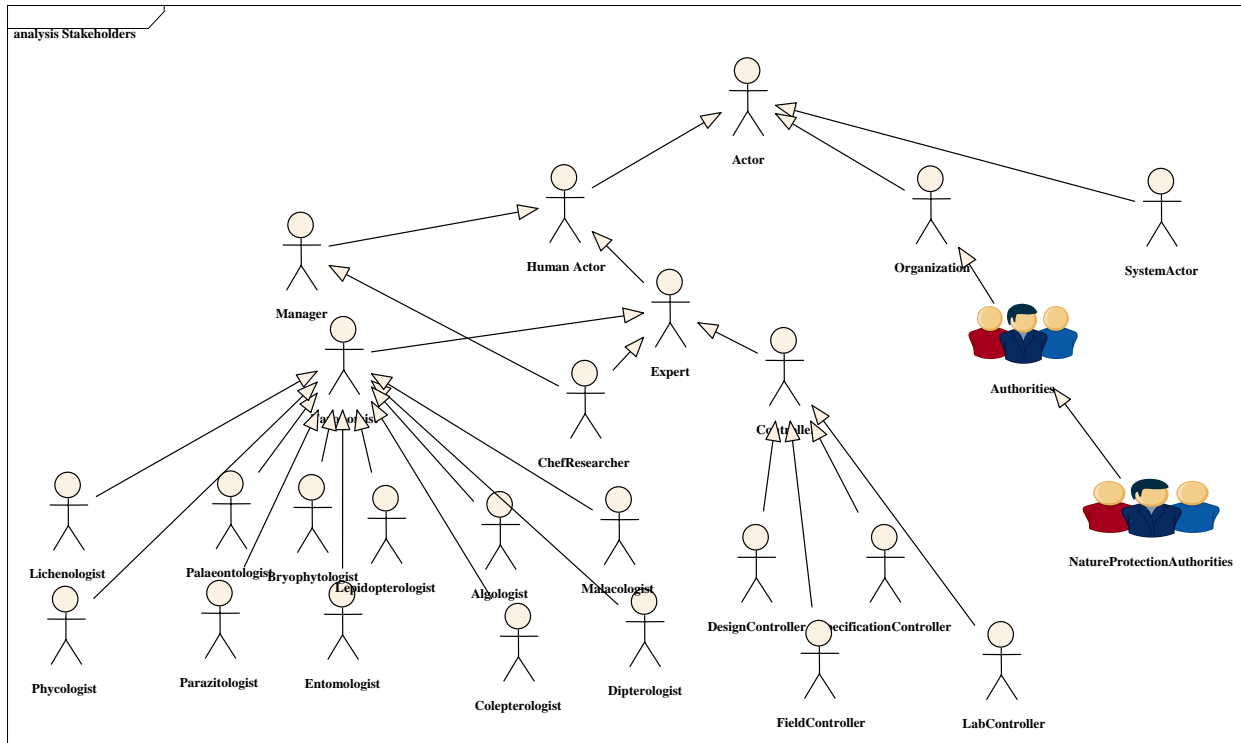 analysis Stakeholders
Actor
Human Actor
Organization
SystemActor
Manager
Expert
Authorities
ChefResearcher
NatureProtectionAuthorities
Lichenologist
Palaeontologist
Bryophytologist
Lepidopterologist
Algologist
Malacologist
DesignController
Phycologist
Parazitologist
Entomologist
Colepterologist
Dipterologist
FieldController
LabController